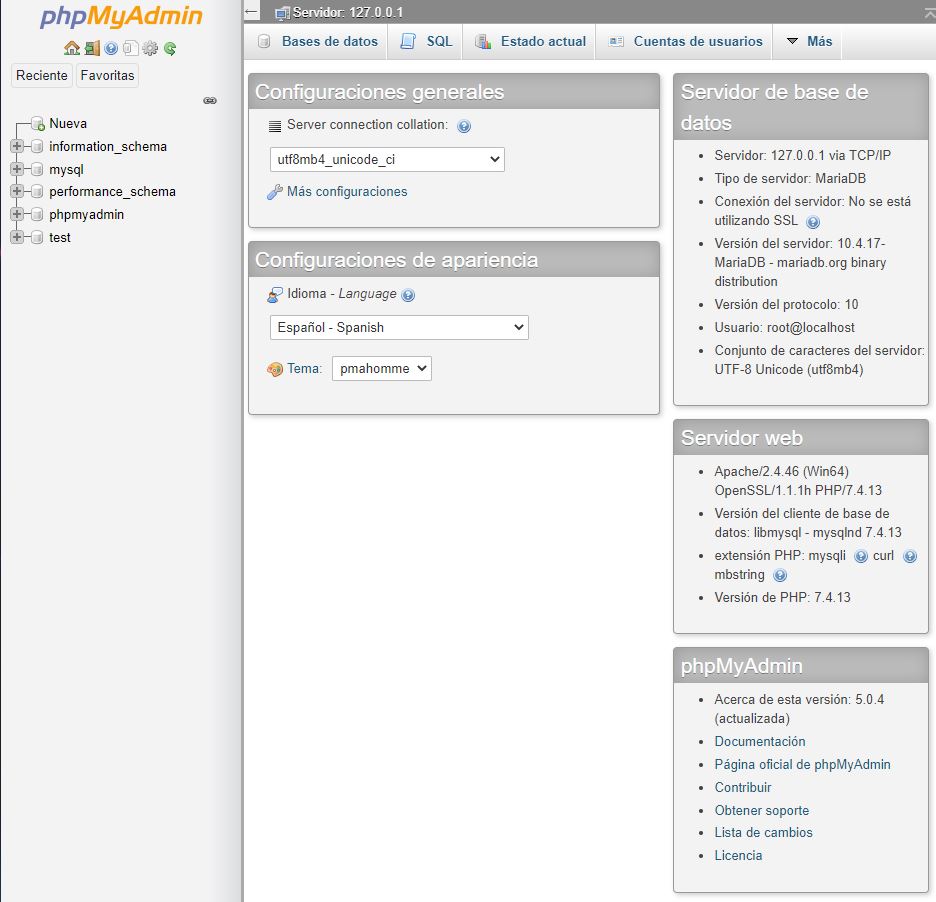 phpMyAdmin
Reciente
Favoritas
Nueva
information_schema
mysql
performance_schema
phpmyadmin
test
Servidor: 127.0.0.1
Bases de datos
SQL
Estado actual
Cuentas de usuarios
Más
Configuraciones generales
Server connection collation:
utf8mb4_unicode_ci
Más configuraciones
Configuraciones de apariencia
Idioma - Language
Español - Spanish
Tema:
pmahomme
Servidor de base de
datos
Servidor: 127.0.0.1 via TCP/IP
Tipo de servidor: MariaDB
Conexión del servidor: No se está
utilizando SSL
Versión del servidor: 10.4.17-
MariaDB - mariadb.org binary
distribution
Versión del protocolo: 10
Usuario: root@localhost
Conjunto de caracteres del servidor:
UTF-8 Unicode (utf8mb4)
Servidor web
Apache/2.4.46 (Win64)
OpenSSL/1.1.1h PHP/7.4.13
Versión del cliente de base de
datos: libmysql - mysqlnd 7.4.13
extensión PHP: mysqli curl
mbstring
Versión de PHP: 7.4.13
phpMyAdmin
Acerca de esta versión: 5.0.4
(actualizada)
Documentación
Página oficial de phpMyAdmin
Contribuir
Obtener soporte
Lista de cambios
Licencia